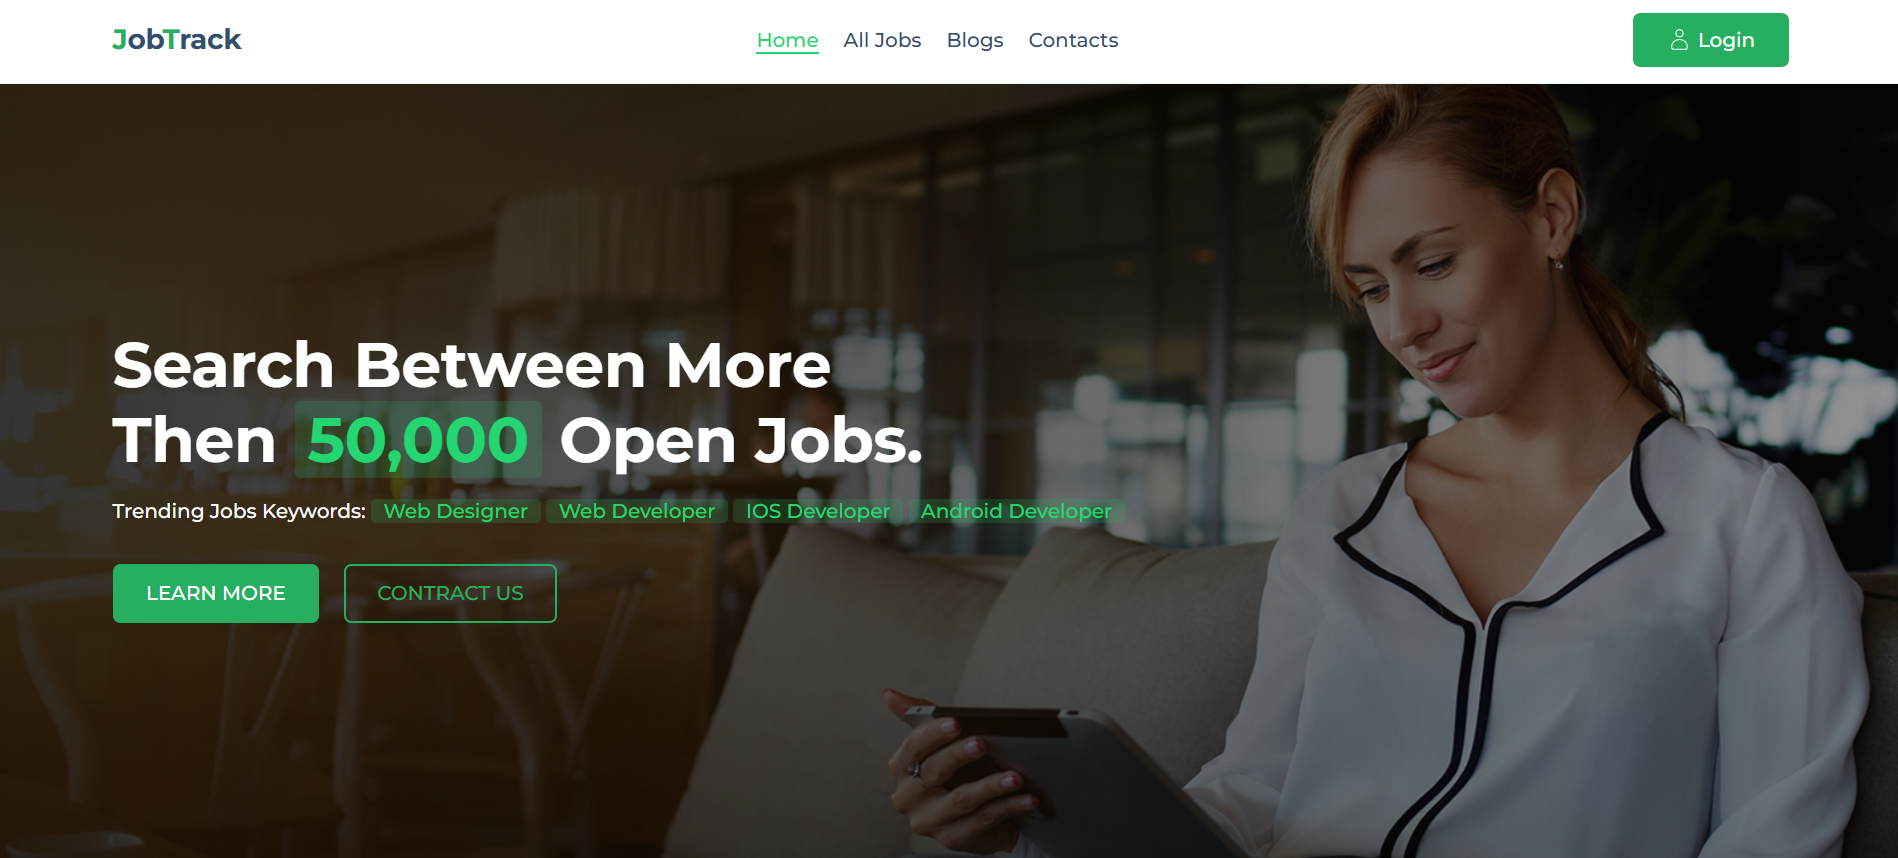 JobTrack
Home All Jobs Blogs Contacts
Login
Search Between More
Then 50,000 Open Jobs.
Trending Jobs Keywords: Web Designer Web Developer IOS Developer Android Developer
LEARN MORE CONTRACT US